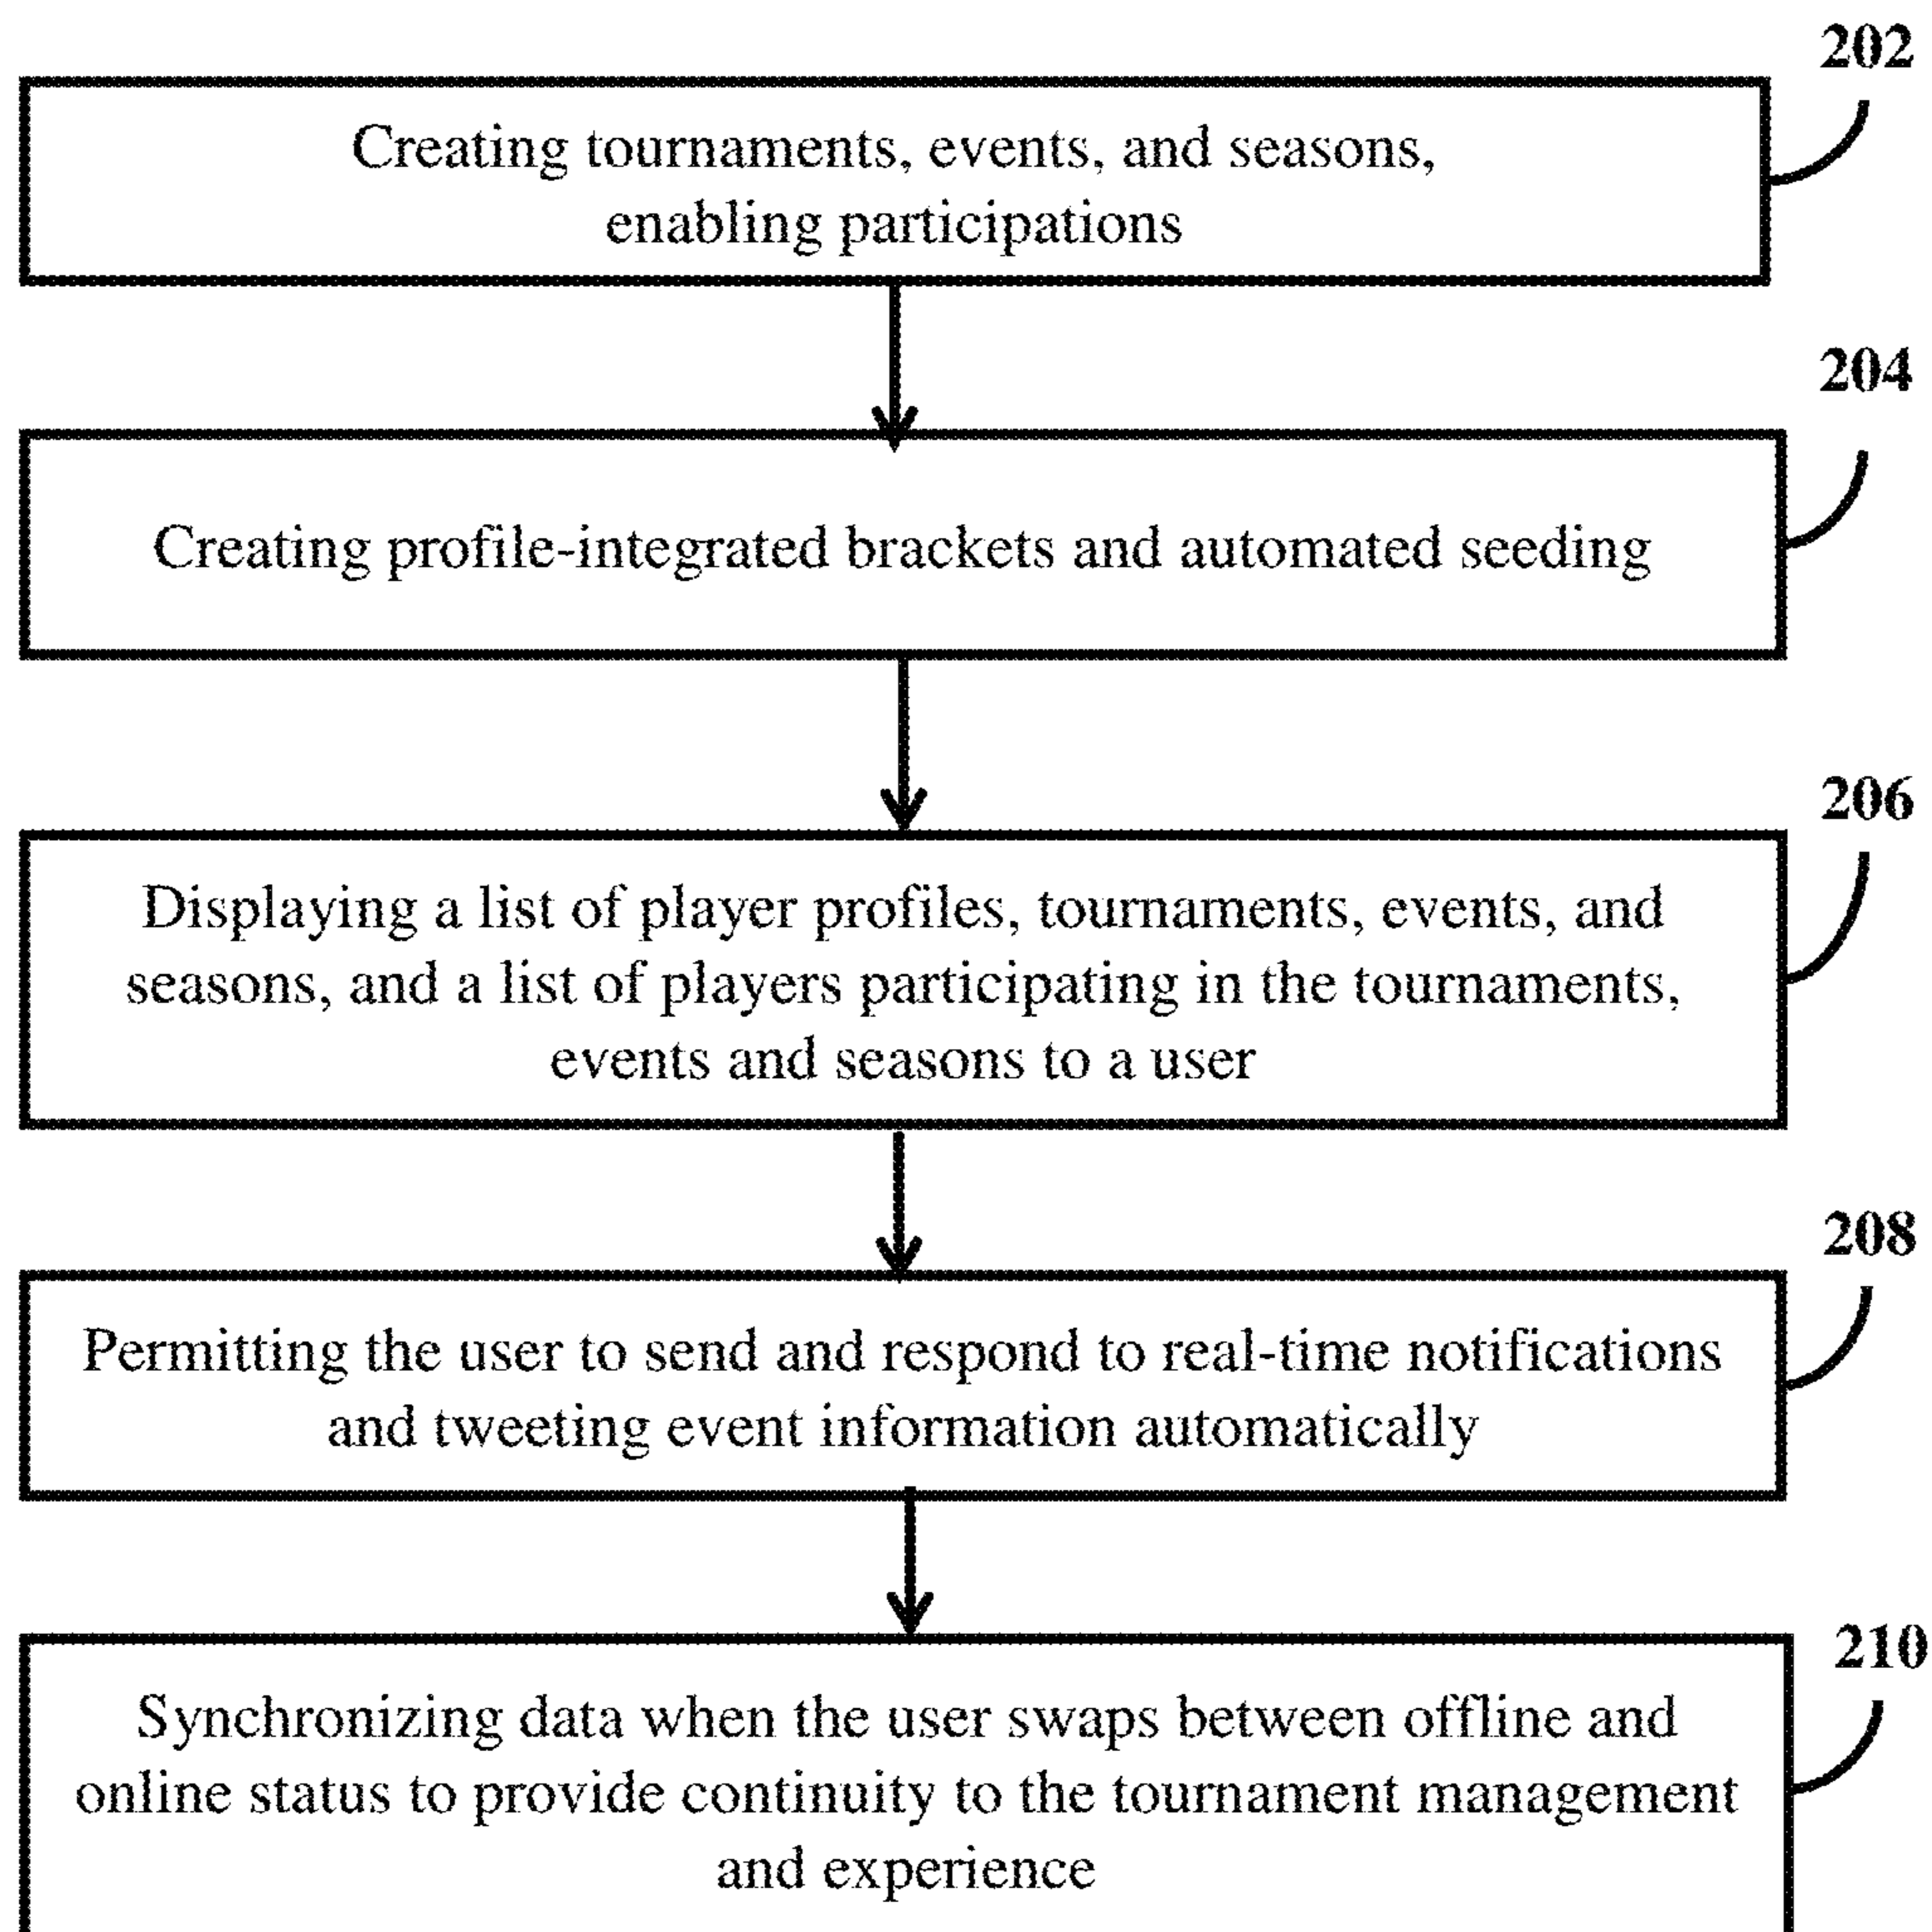 202
Creating tournaments, events, and seasons,
enabling participations
204
Creating profile-integrated brackets and automated seeding
206
Displaying a list of player profiles, tournaments, events, and
seasons, and a list of players participating in the tournaments,
events and seasons to a user
208
Permitting the user to send and respond to real-time notifications
and tweeting event information automatically
210
Synchronizing data when the user swaps between offline and
online status to provide continuity to the tournament management
and experience